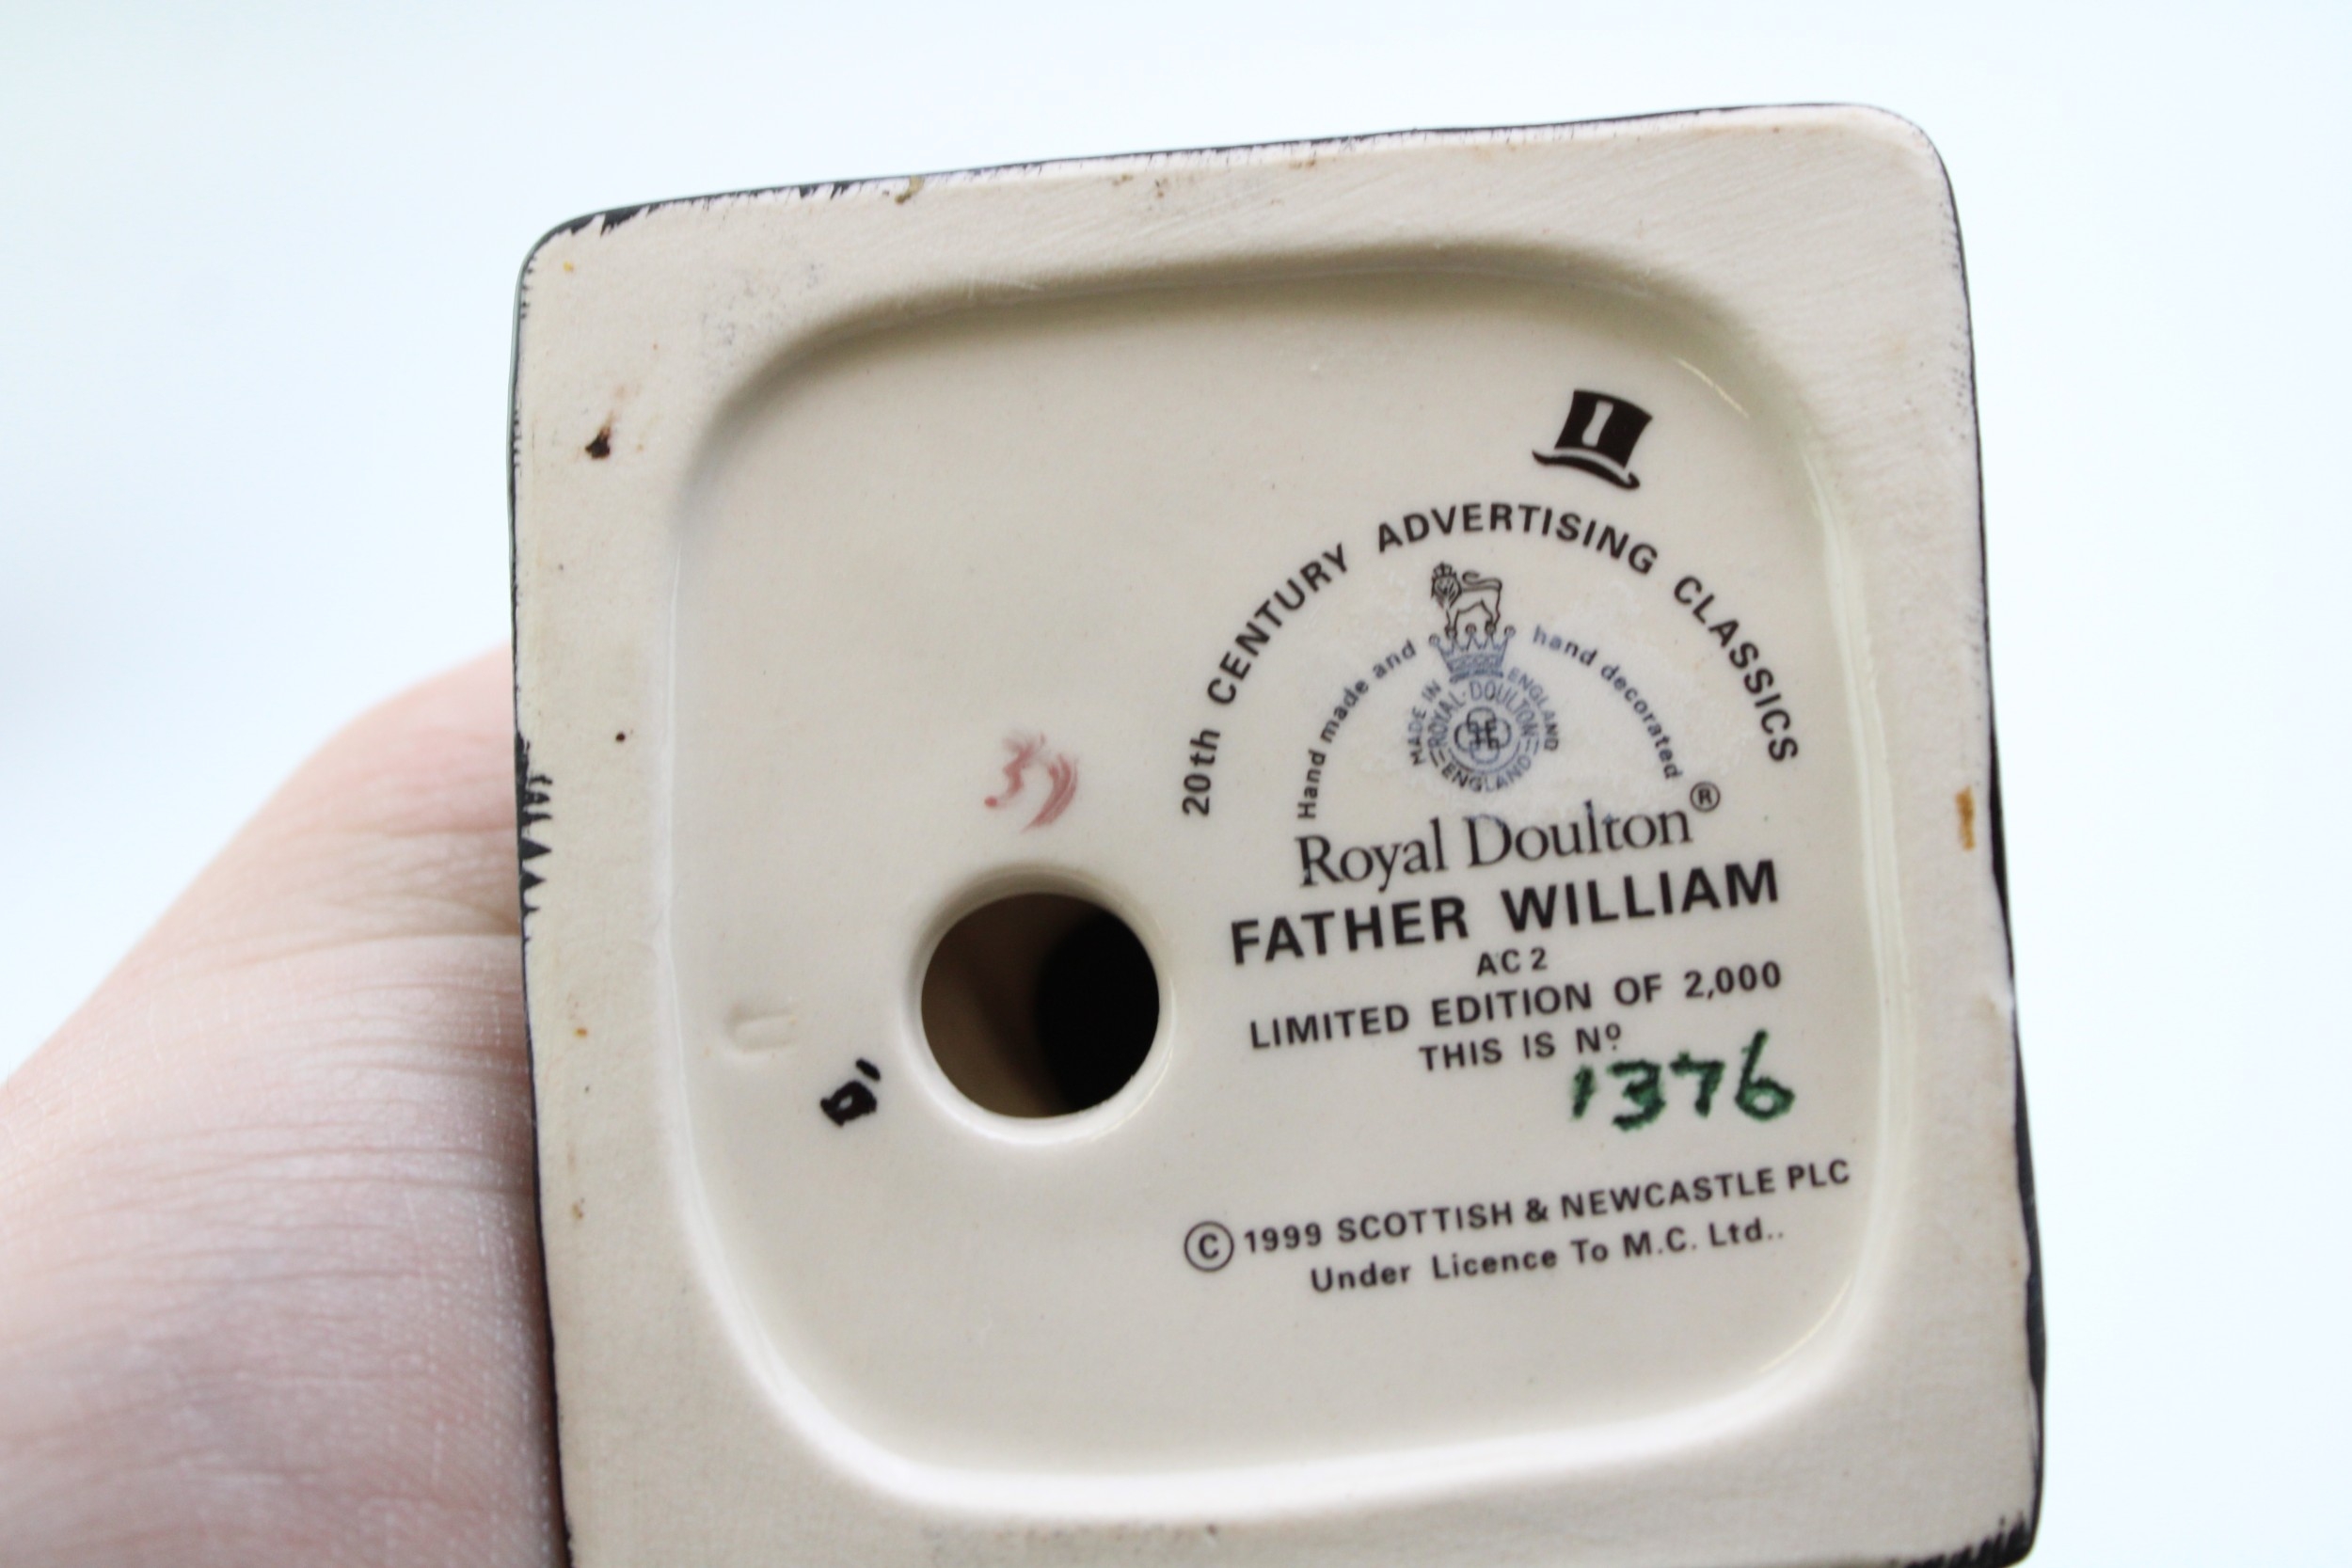 20th CENTURY ADVERTISING CLASSICS
Hand made and hand decorated
MADE IN ENGLAND
ROYAL·DOULTON
ENGLAND
Royal Doulton®
FATHER WILLIAM
AC 2
LIMITED EDITION OF 2,000
THIS IS Nº
1376
© 1999 SCOTTISH & NEWCASTLE PLC
Under Licence To M.C. Ltd..